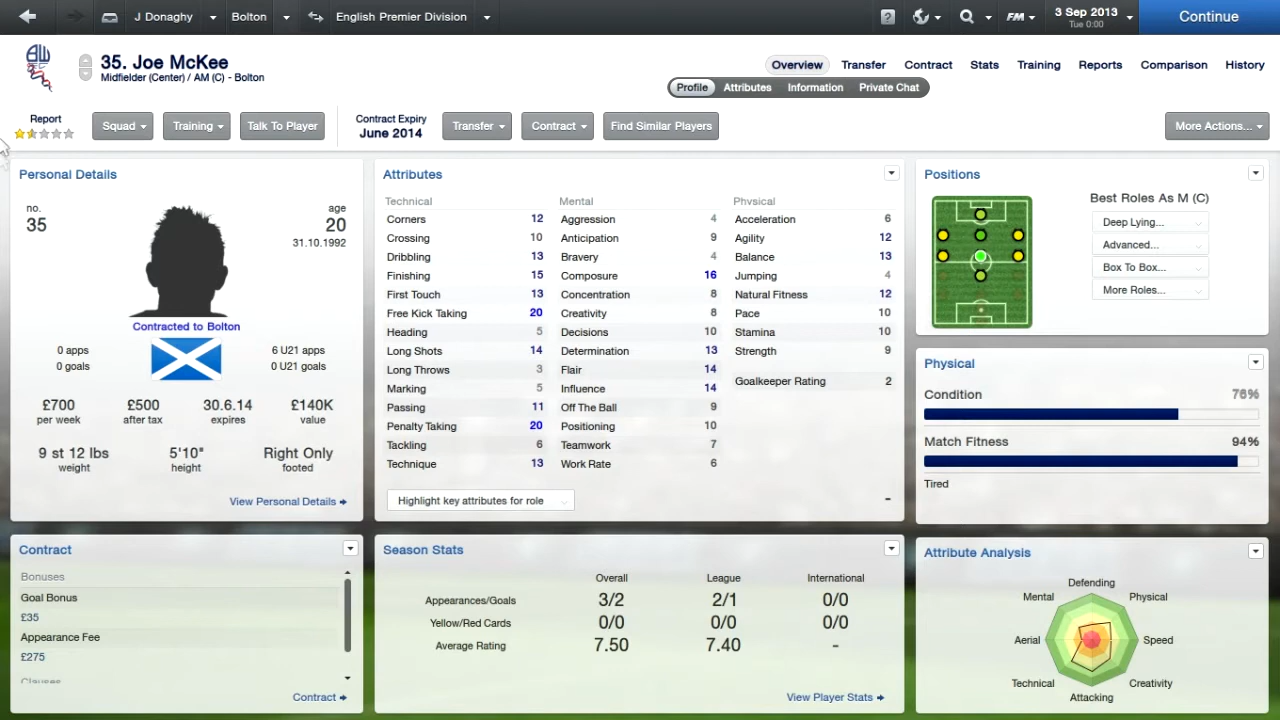 J Donaghy
Bolton
English Premier Division
?
FM
3 Sep 2013
Tue 0:00
Continue
35. Joe McKee
Midfielder (Center) / AM (C) - Bolton
Overview Transfer Contract Stats Training Reports Comparison History
Profile Attributes Information Private Chat
Report
Squad
Training
Talk To Player
Contract Expiry
June 2014
Transfer
Contract
Find Similar Players
More Actions...
Personal Details
no.
35
age
20
31.10.1992
Contracted to Bolton
0 apps
0 goals
6 U21 apps
0 U21 goals
£700
per week
£500
after tax
30.6.14
expires
£140K
value
9 st 12 lbs
weight
5'10"
height
Right Only
footed
View Personal Details
Attributes
Technical
Corners 12
Crossing 10
Dribbling 13
Finishing 15
First Touch 13
Free Kick Taking 20
Heading 5
Long Shots 14
Long Throws 3
Marking 5
Passing 11
Penalty Taking 20
Tackling 6
Technique 13
Mental
Aggression 4
Anticipation 9
Bravery 4
Composure 16
Concentration 8
Creativity 8
Decisions 10
Determination 13
Flair 14
Influence 14
Off The Ball 9
Positioning 10
Teamwork 7
Work Rate 6
Physical
Acceleration 6
Agility 12
Balance 13
Jumping 4
Natural Fitness 12
Pace 10
Stamina 10
Strength 9
Goalkeeper Rating 2
Highlight key attributes for role
-
Positions
Best Roles As M (C)
Deep Lying...
Advanced...
Box To Box...
More Roles...
Physical
Condition 76%
Match Fitness 94%
Tired
Contract
Bonuses
Goal Bonus
£35
Appearance Fee
£275
Clauses
Contract
Season Stats
Overall League International
Appearances/Goals 3/2 2/1 0/0
Yellow/Red Cards 0/0 0/0 0/0
Average Rating 7.50 7.40 -
View Player Stats
Attribute Analysis
Defending
Mental Physical
Aerial Speed
Technical Creativity
Attacking